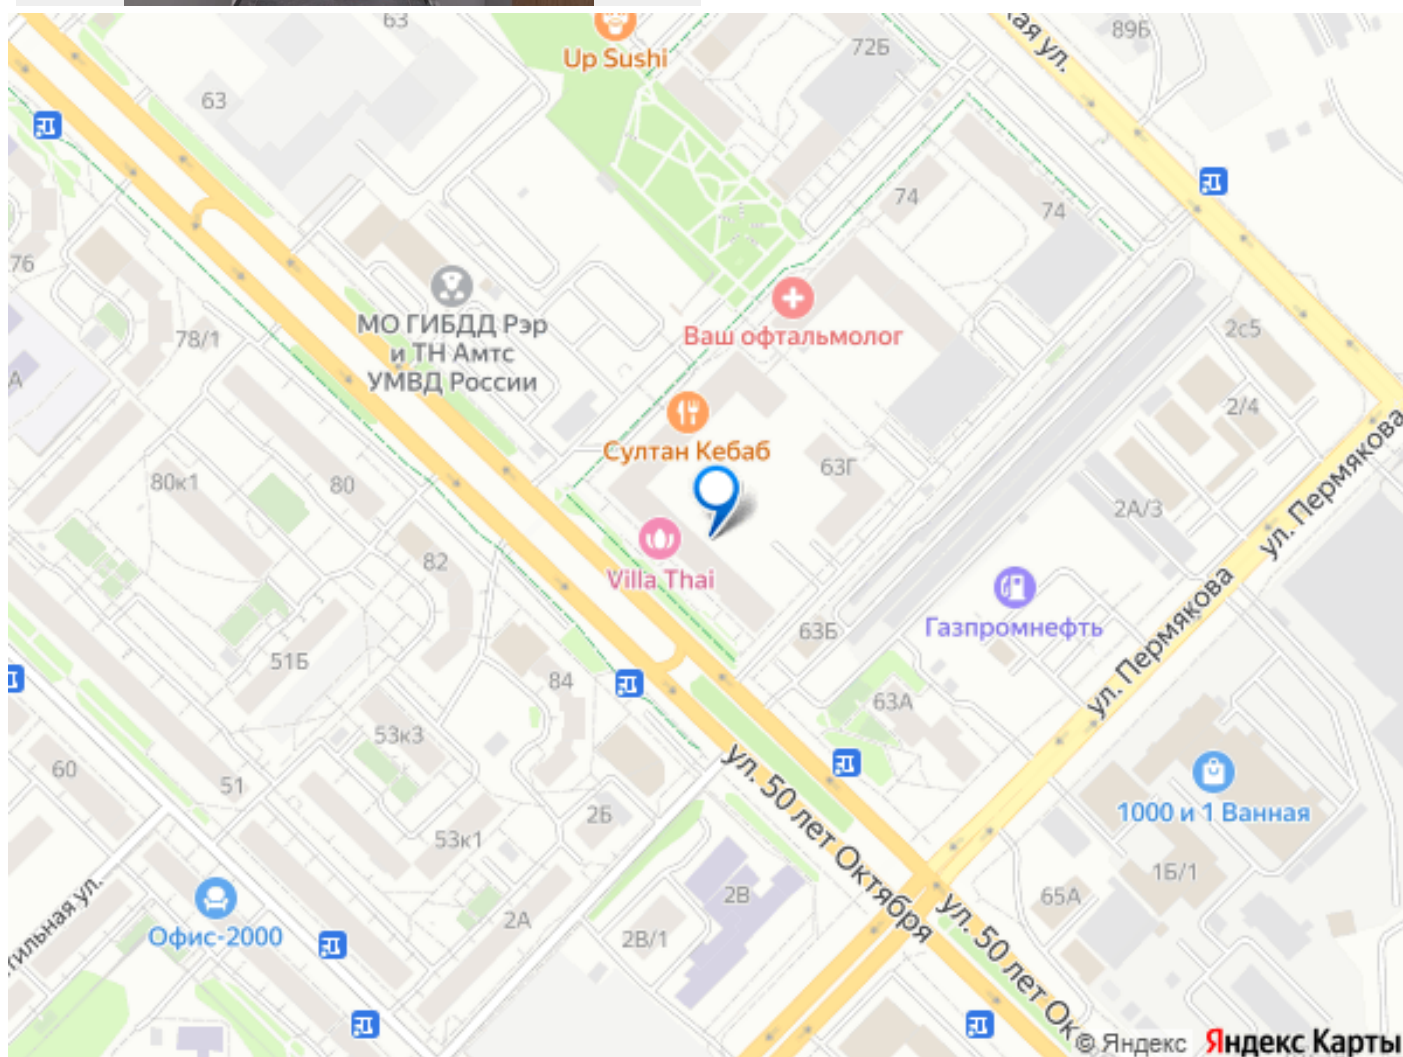 63
Up Sushi
72Б
ая ул.
89Б
63
74
74
76
78/1
МО ГИБДД Рэр
и ТН Амтс
УМВД России
Ваш офтальмолог
2с5
А
2/4
Султан Кебаб
63Г
80к1
80
2А/3
ул. Пермякова
82
Villa Thai
Газпромнефть
63Б
ул. Пермякова
51Б
84
63А
53к3
60
51
2Б
ул. 50 лет Октября
1000 и 1 Ванная
53к1
1Б/1
2В
65А
тильная ул.
Офис-2000
2А
2В/1
ул. 50 лет Ок
© Яндекс
Яндекс Карты